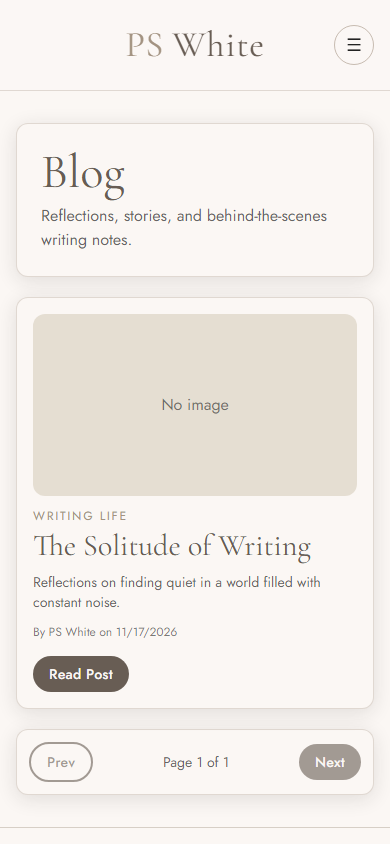 PS White
☰
Blog
Reflections, stories, and behind-the-scenes
writing notes.
No image
WRITING LIFE
The Solitude of Writing
Reflections on finding quiet in a world filled with
constant noise.
By PS White on 11/17/2026
Read Post
Prev
Page 1 of 1
Next